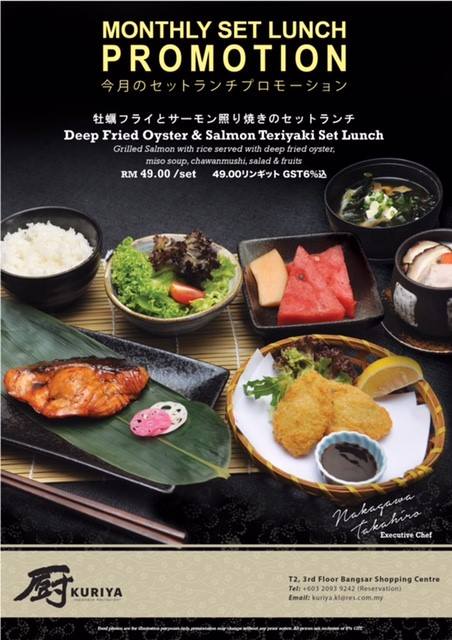 MONTHLY SET LUNCH
PROMOTION
今月のセットランチプロモーション
牡蠣フライとサーモン照り焼きのセットランチ
Deep Fried Oyster & Salmon Teriyaki Set Lunch
Grilled Salmon with rice served with deep fried oyster,
miso soup, chawanmushi, salad & fruits
RM 49.00 /set 49.00リンギット GST6%込
Nakagawa
Takahiro
Executive Chef
厨 KURIYA
T2, 3rd Floor Bangsar Shopping Centre
Tel: +603 2093 9242 (Reservation)
Email: kuriya.kl@res.com.my